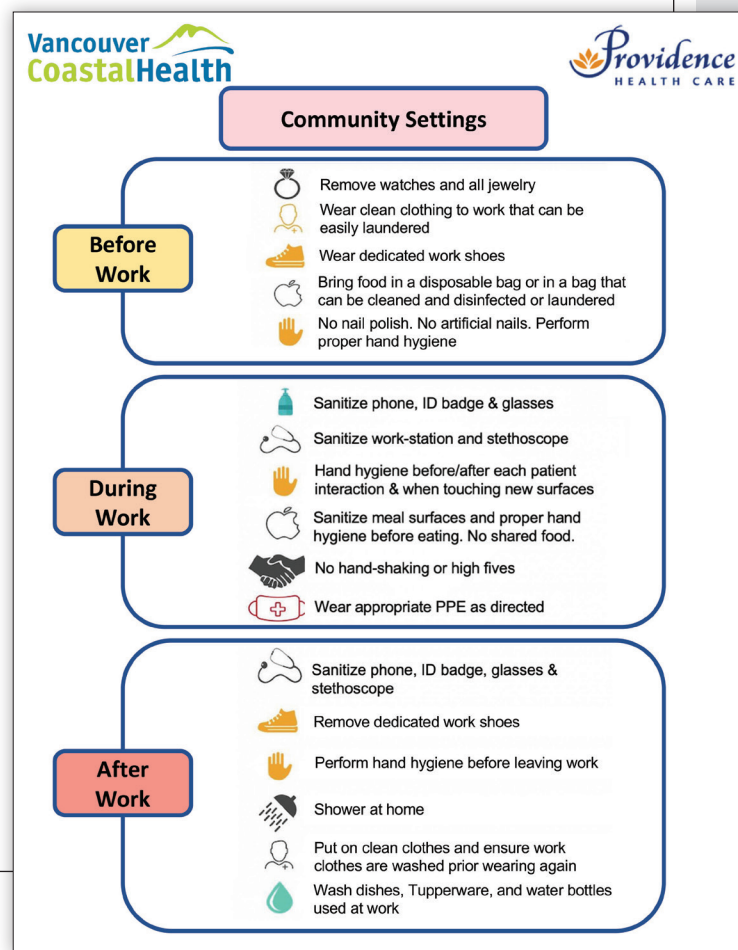 Vancouver
CoastalHealth
Providence
HEALTH CARE
Community Settings
Before
Work
Remove watches and all jewelry
Wear clean clothing to work that can be
easily laundered
Wear dedicated work shoes
Bring food in a disposable bag or in a bag that
can be cleaned and disinfected or laundered
No nail polish. No artificial nails. Perform
proper hand hygiene
During
Work
Sanitize phone, ID badge & glasses
Sanitize work-station and stethoscope
Hand hygiene before/after each patient
interaction & when touching new surfaces
Sanitize meal surfaces and proper hand
hygiene before eating. No shared food.
No hand-shaking or high fives
Wear appropriate PPE as directed
After
Work
Sanitize phone, ID badge, glasses &
stethoscope
Remove dedicated work shoes
Perform hand hygiene before leaving work
Shower at home
Put on clean clothes and ensure work
clothes are washed prior wearing again
Wash dishes, Tupperware, and water bottles
used at work